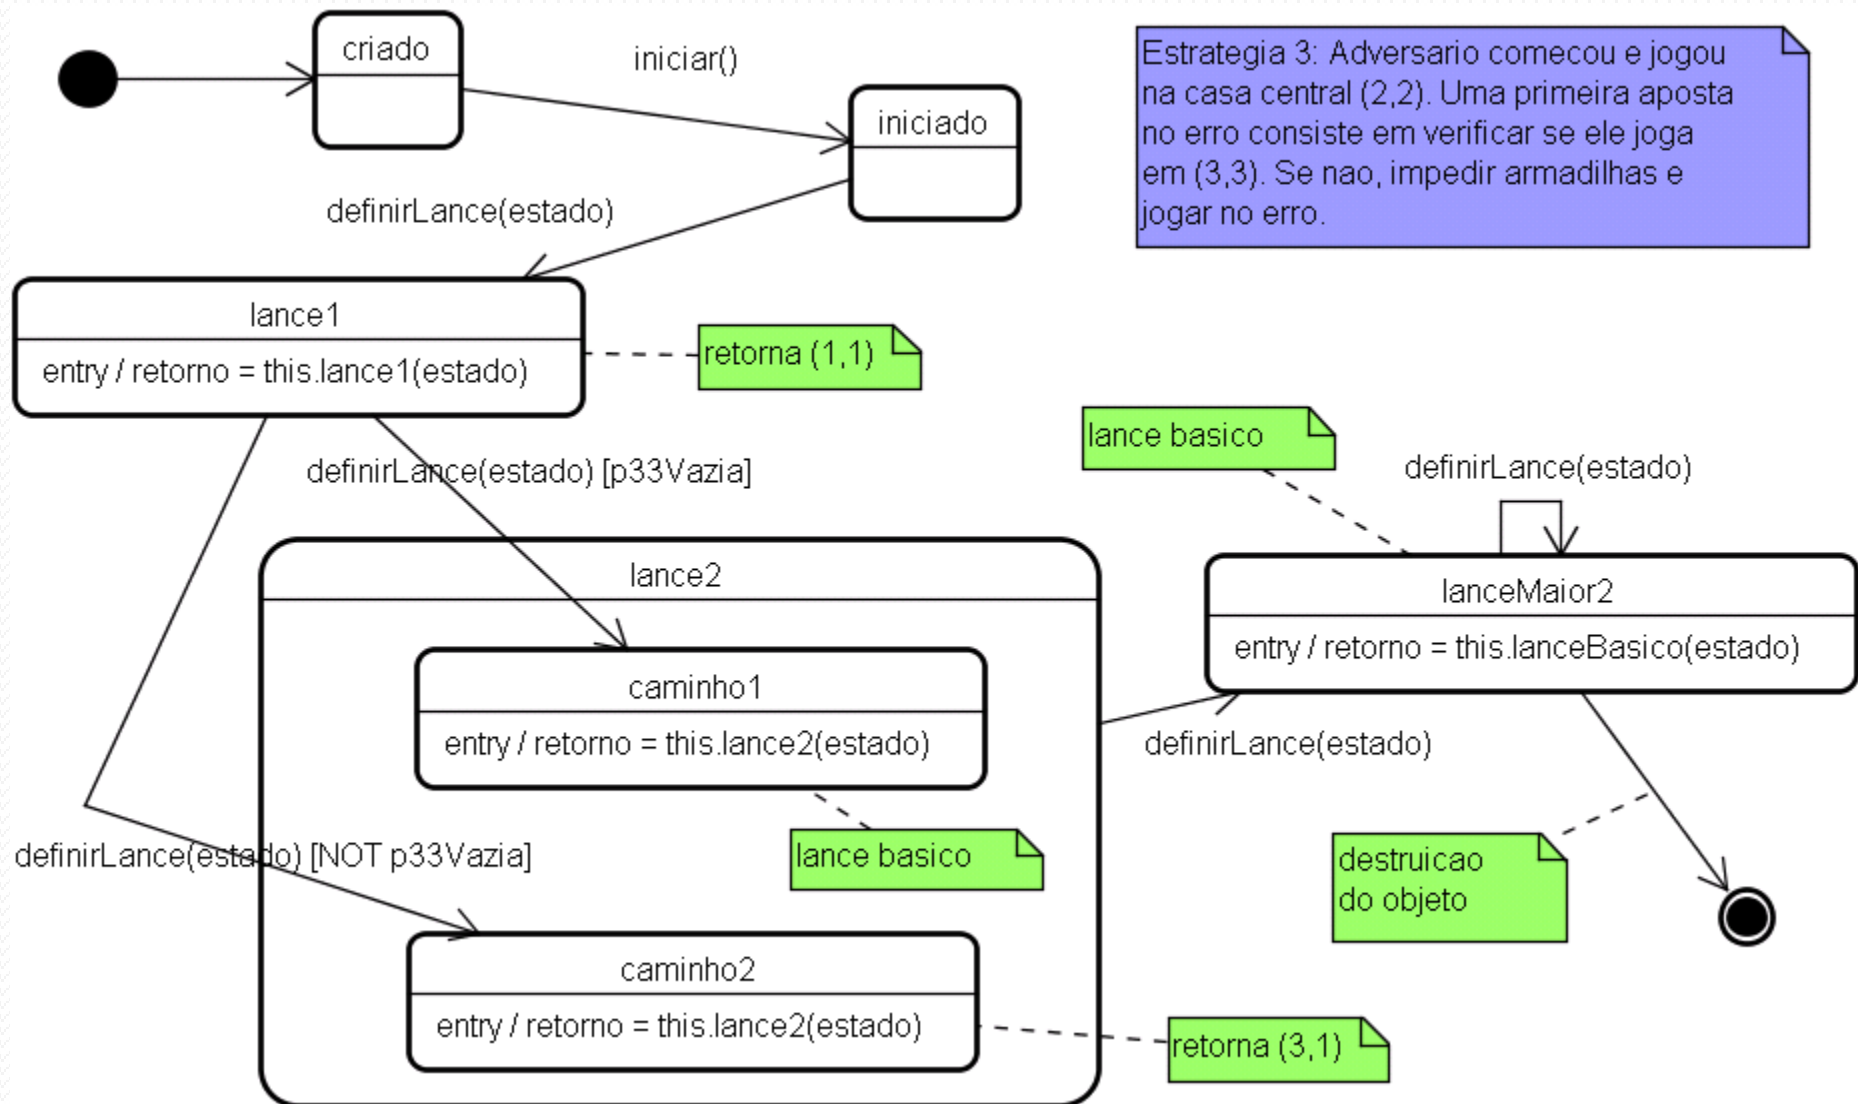 criado
iniciar()
iniciado
Estrategia 3: Adversario comecou e jogou
na casa central (2,2). Uma primeira aposta
no erro consiste em verificar se ele joga
em (3,3). Se nao, impedir armadilhas e
jogar no erro.
definirLance(estado)
lance1
entry / retorno = this.lance1(estado)
retorna (1,1)
definirLance(estado) [p33Vazia]
lance basico
definirLance(estado)
lance2
lanceMaior2
entry / retorno = this.lanceBasico(estado)
caminho1
entry / retorno = this.lance2(estado)
definirLance(estado)
lance basico
definirLance(estado) [NOT p33Vazia]
destruicao
do objeto
caminho2
entry / retorno = this.lance2(estado)
retorna (3,1)